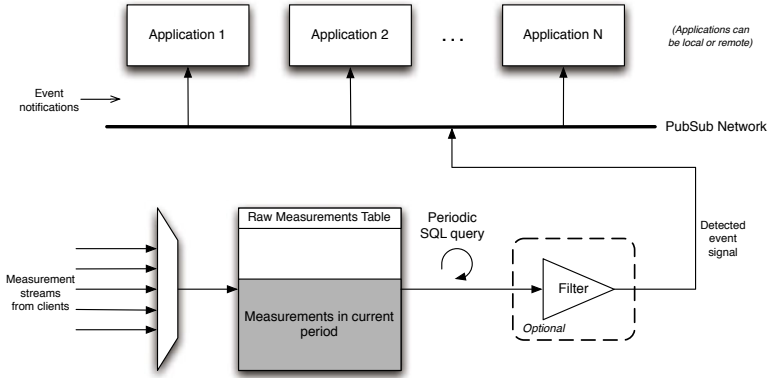 Application 1
Application 2
...
Application N
(Applications can
be local or remote)
Event
notifications
PubSub Network
Raw Measurements Table
Periodic
SQL query
Detected
event
signal
Measurement
streams
from clients
Measurements in current
period
Filter
Optional